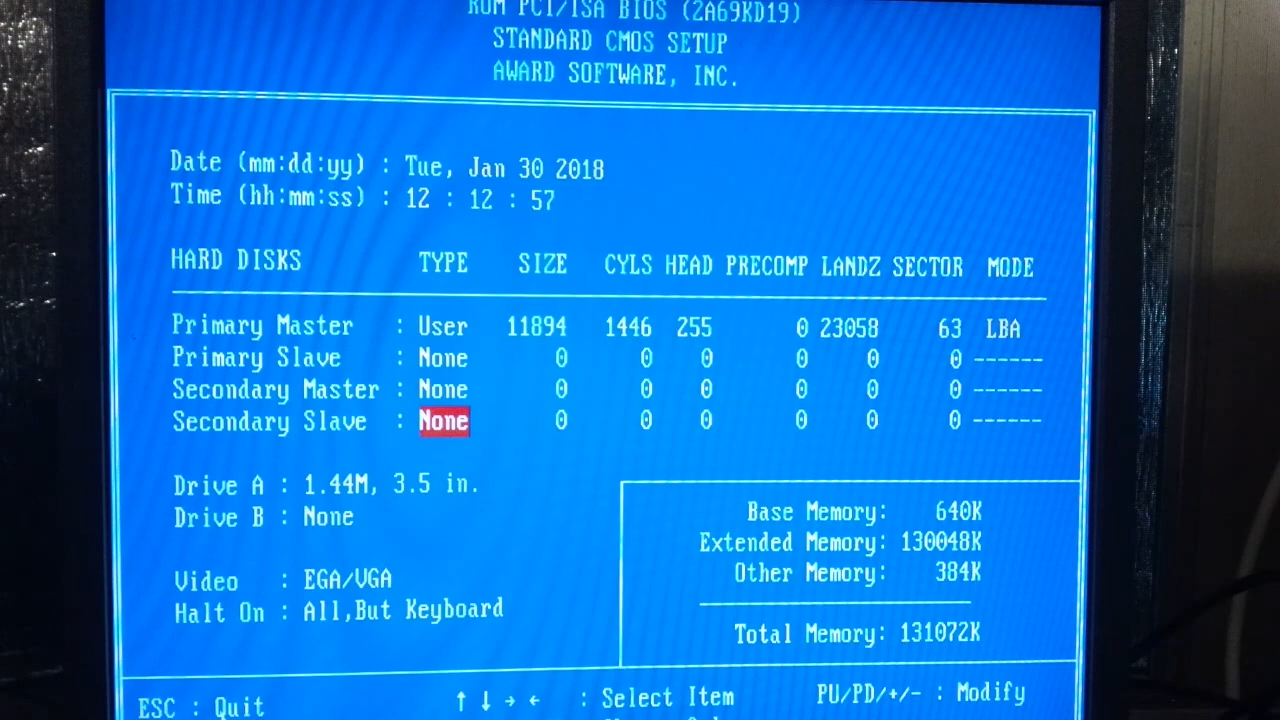 ROM PCI/ISA BIOS (2A69KD19)
STANDARD CMOS SETUP
AWARD SOFTWARE, INC.
Date (mm:dd:yy) : Tue, Jan 30 2018
Time (hh:mm:ss) : 12 : 12 : 57
HARD DISKS TYPE SIZE CYLS HEAD PRECOMP LANDZ SECTOR MODE
Primary Master : User 11894 1446 255 0 23058 63 LBA
Primary Slave : None 0 0 0 0 0 0 ------
Secondary Master : None 0 0 0 0 0 0 ------
Secondary Slave : None 0 0 0 0 0 0 ------
Drive A : 1.44M, 3.5 in.
Drive B : None
Video : EGA/VGA
Halt On : All,But Keyboard
Base Memory: 640K
Extended Memory: 130048K
Other Memory: 384K
Total Memory: 131072K
ESC : Quit ↑ ↓ → ← : Select Item PU/PD/+/- : Modify